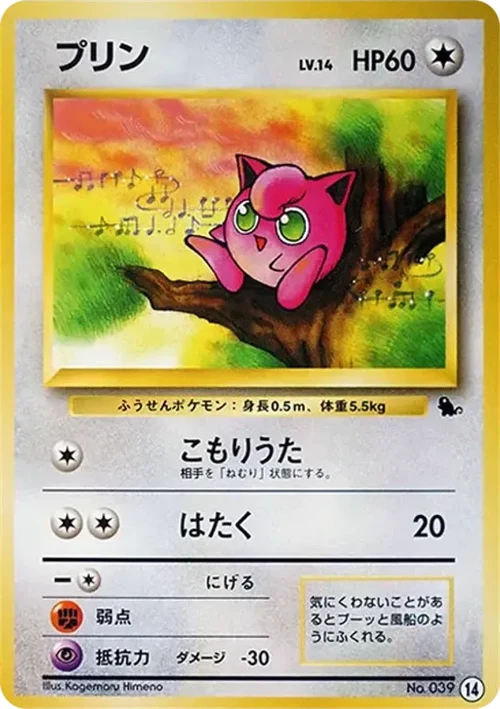 プリン LV.14 HP60
ふうせんポケモン：身長0.5m、体重5.5kg
こもりうた
相手を「ねむり」状態にする。
はたく 20
にげる
弱点
抵抗力 ダメージ -30
気にくわないことがあ
るとプーッと風船のよ
うにふくれる。
Illus. Kagemaru Himeno
No. 039 14